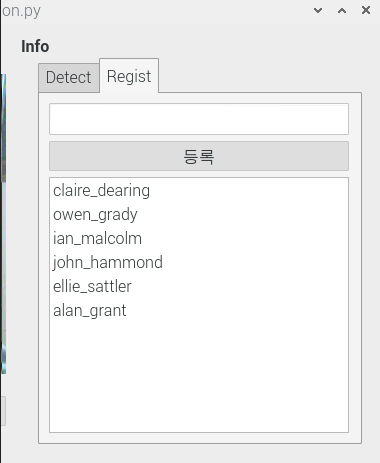 on.py
Info
Detect
Regist
등록
claire_dearing
owen_grady
ian_malcolm
john_hammond
ellie_sattler
alan_grant